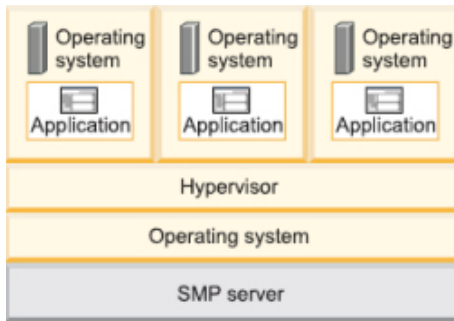 Operating
system
Application
Operating
system
Application
Operating
system
Application
Hypervisor
Operating system
SMP server